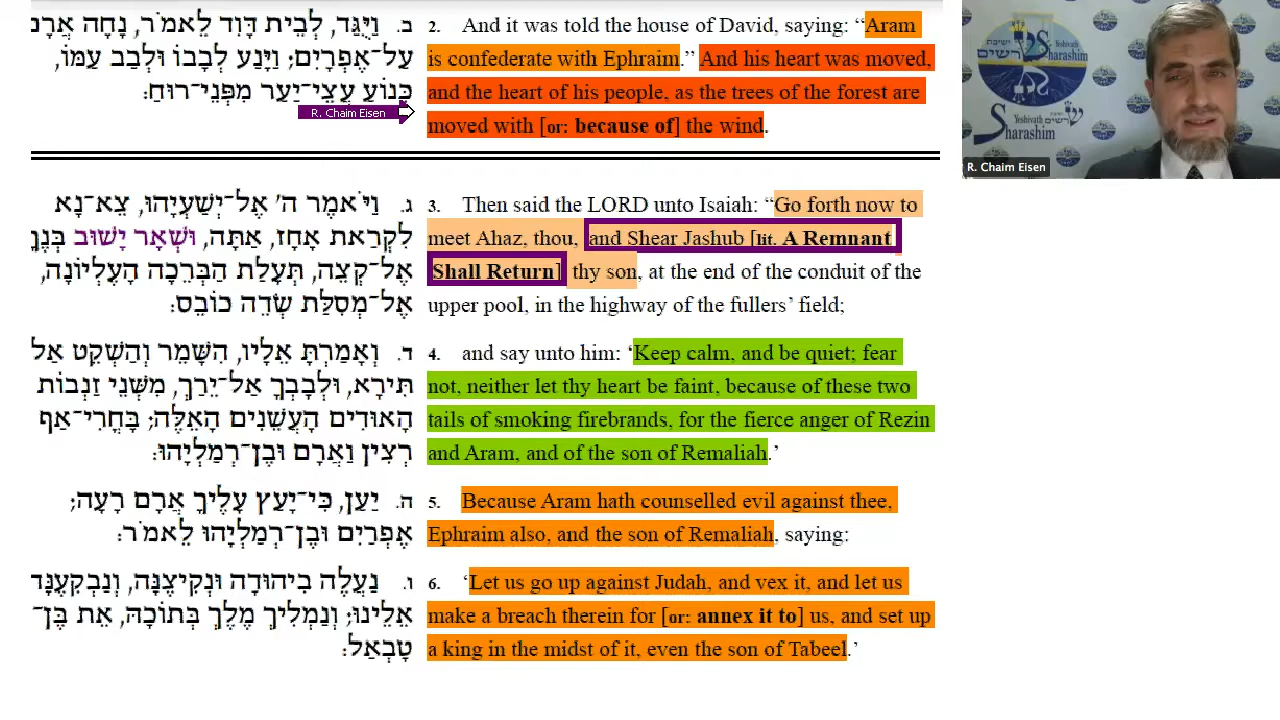 ב. וַיֻּגַּד, לְבֵית דָּוִד לֵאמֹר, נָחָה אֲרָם
עַל־אֶפְרָיִם; וַיָּנַע לְבָבוֹ וּלְבַב עַמּוֹ,
כְּנוֹעַ עֲצֵי־יַעַר מִפְּנֵי־רוּחַ:
2. And it was told the house of David, saying: “Aram
is confederate with Ephraim.” And his heart was moved,
and the heart of his people, as the trees of the forest are
moved with [or: because of] the wind.
R. Chaim Eisen
ג. וַיֹּאמֶר ה' אֶל־יְשַׁעְיָהוּ, צֵא־נָא
לִקְרַאת אָחָז, אַתָּה, וּשְׁאָר יָשׁוּב בְּנֶךָ
אֶל־קְצֵה, תְּעָלַת הַבְּרֵכָה הָעֶלְיוֹנָה,
אֶל־מְסִלַּת שְׂדֵה כוֹבֵס:
3. Then said the LORD unto Isaiah: “Go forth now to
meet Ahaz, thou, and Shear Jashub [lit. A Remnant
Shall Return] thy son, at the end of the conduit of the
upper pool, in the highway of the fullers’ field;
ד. וְאָמַרְתָּ אֵלָיו, הִשָּׁמֵר וְהַשְׁקֵט אַל
תִּירָא, וּלְבָבְךָ אַל־יֵרַךְ, מִשְּׁנֵי זַנְבוֹת
הָאוּדִים הָעֲשֵׁנִים הָאֵלֶּה; בָּחֳרִי־אַף
רְצִין וַאֲרָם וּבֶן־רְמַלְיָהוּ:
4. and say unto him: ‘Keep calm, and be quiet; fear
not, neither let thy heart be faint, because of these two
tails of smoking firebrands, for the fierce anger of Rezin
and Aram, and of the son of Remaliah.’
ה. יַעַן, כִּי־יָעַץ עָלֶיךָ אֲרָם רָעָה;
אֶפְרַיִם וּבֶן־רְמַלְיָהוּ לֵאמֹר:
5. Because Aram hath counselled evil against thee,
Ephraim also, and the son of Remaliah, saying:
ו. נַעֲלֶה בִיהוּדָה וּנְקִיצֶנָּה, וְנַבְקִעֶנָּה
אֵלֵינוּ; וְנַמְלִיךְ מֶלֶךְ בְּתוֹכָהּ, אֵת בֶּן־
טָבְאַל:
6. ‘Let us go up against Judah, and vex it, and let us
make a breach therein for [or: annex it to] us, and set up
a king in the midst of it, even the son of Tabeel.’
ישיבת
שרשים
Yeshivath
Sharashim
R. Chaim Eisen